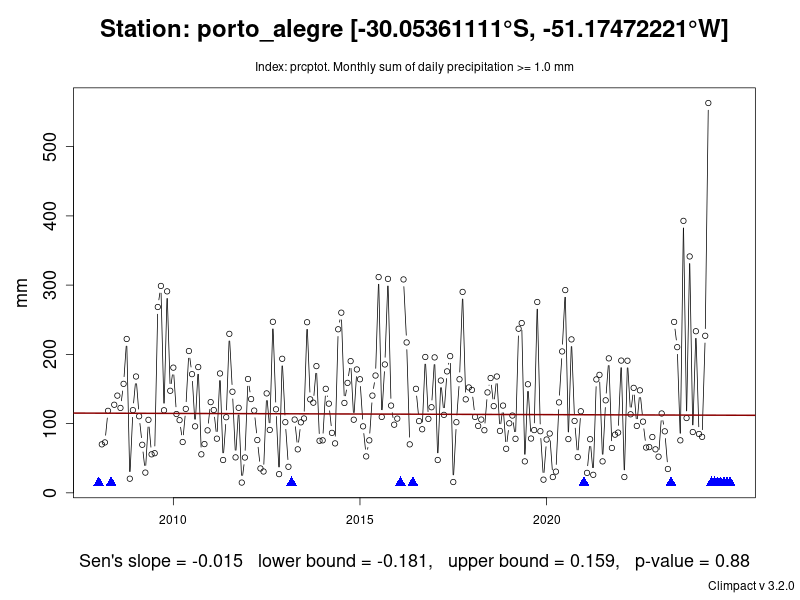 Station: porto_alegre [-30.05361111°S, -51.17472221°W]
Index: prcptot. Monthly sum of daily precipitation >= 1.0 mm
mm
500
400
300
200
100
0
2010 2015 2020
Sen's slope = -0.015 lower bound = -0.181, upper bound = 0.159, p-value = 0.88
Climpact v 3.2.0